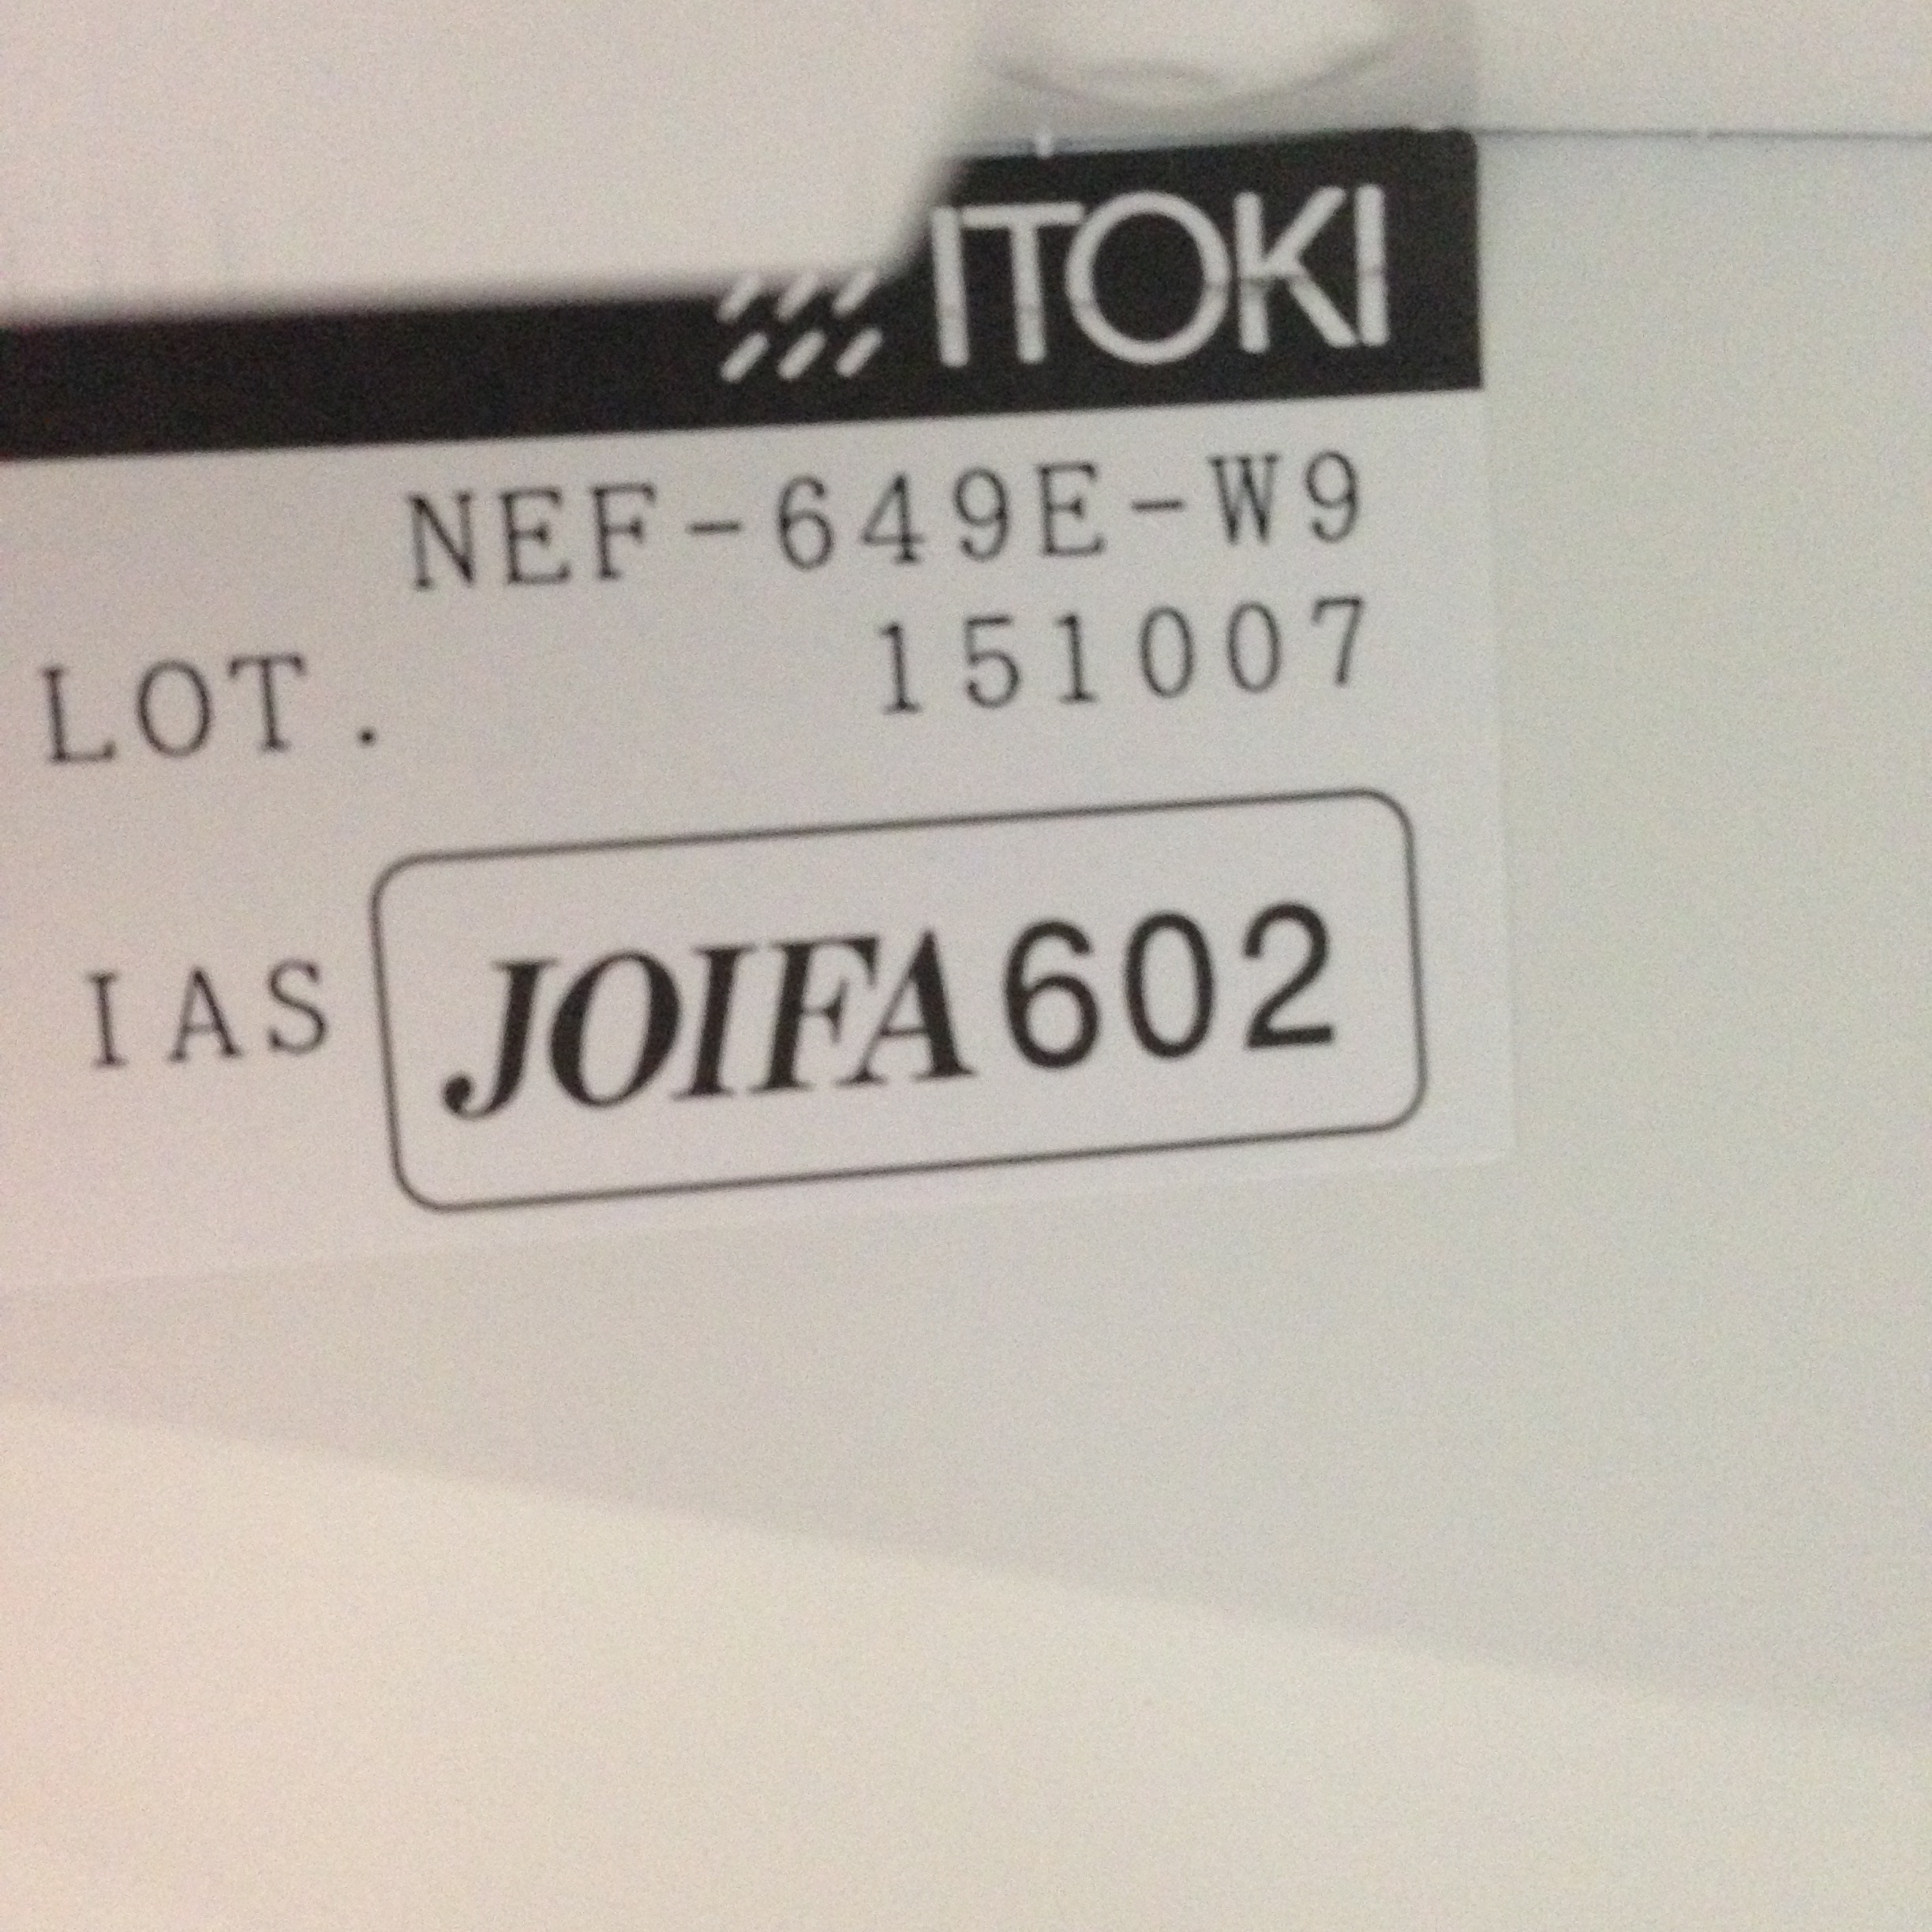 ITOKI
NEF-649E-W9
LOT. 151007
IAS JOIFA602